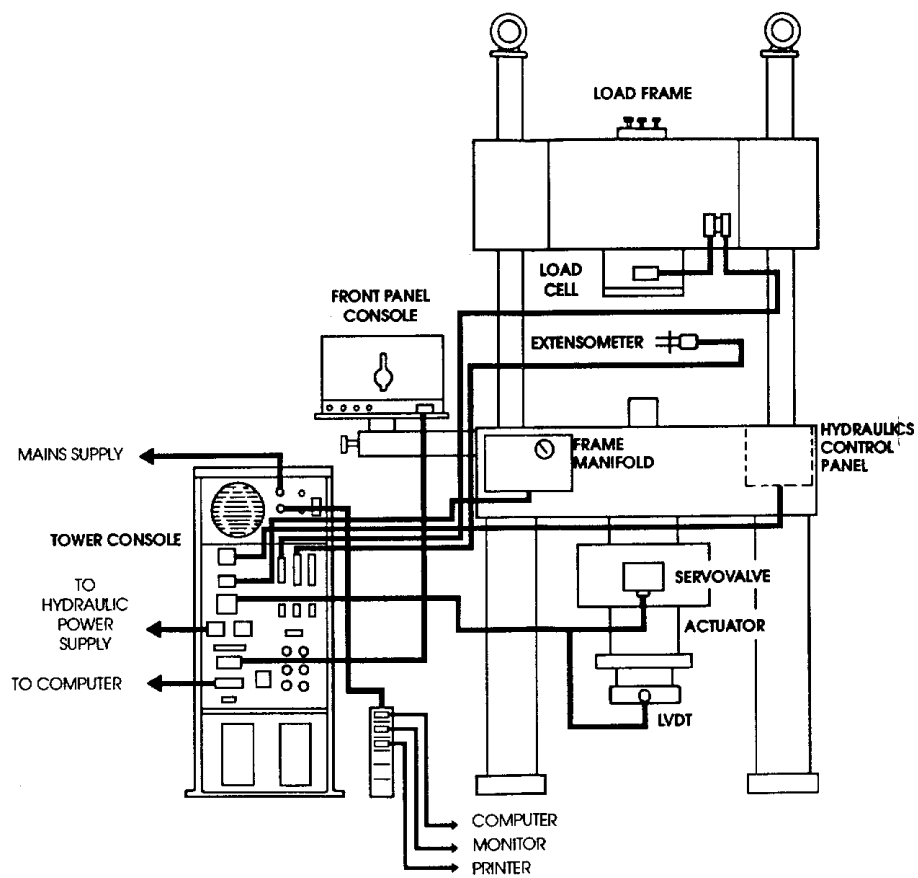 LOAD FRAME
LOAD
CELL
FRONT PANEL
CONSOLE
EXTENSOMETER
MAINS SUPPLY
FRAME
MANIFOLD
HYDRAULICS
CONTROL
PANEL
TOWER CONSOLE
TO
HYDRAULIC
POWER
SUPPLY
SERVOVALVE
ACTUATOR
TO COMPUTER
LVDT
COMPUTER
MONITOR
PRINTER